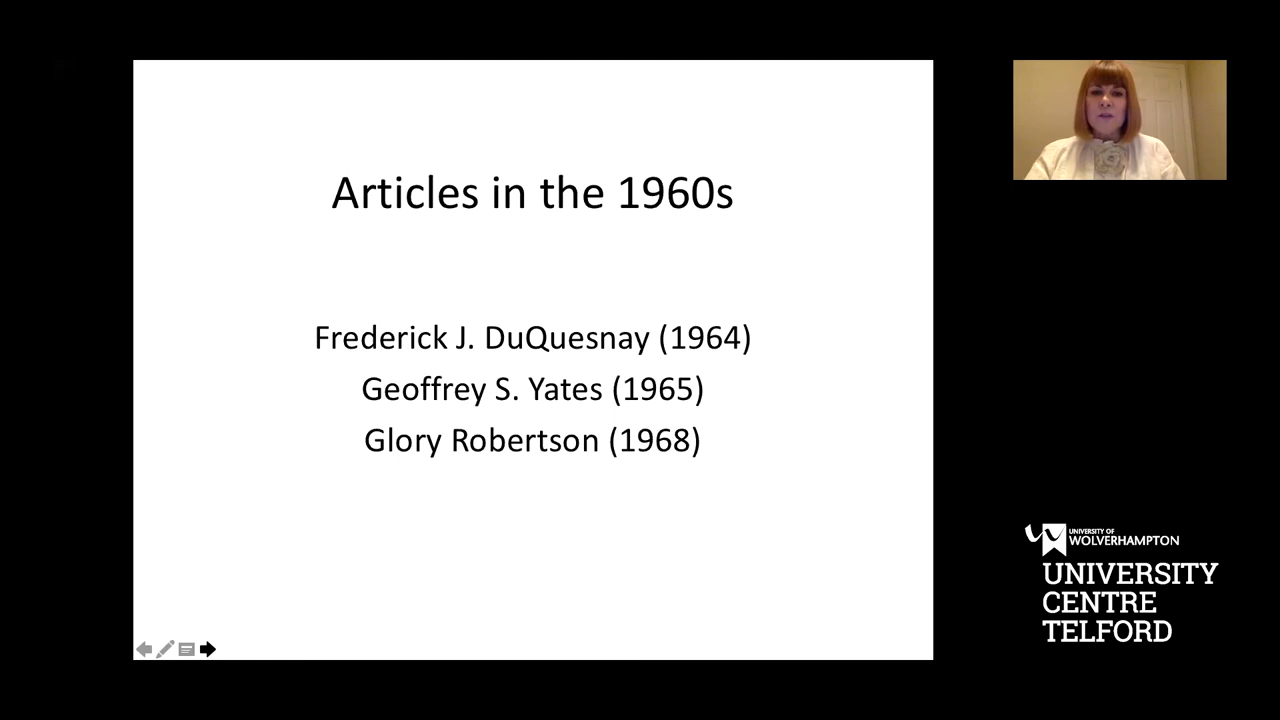 Articles in the 1960s
Frederick J. DuQuesnay (1964)
Geoffrey S. Yates (1965)
Glory Robertson (1968)
UNIVERSITY OF
WOLVERHAMPTON
UNIVERSITY
CENTRE
TELFORD